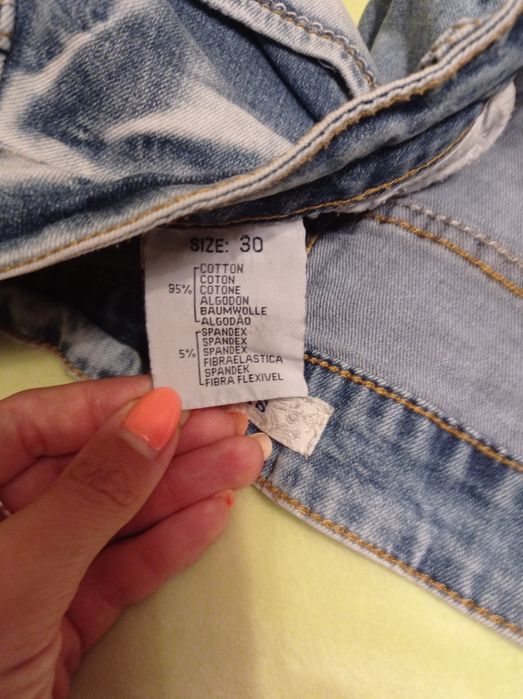 SIZE: 30
95%
COTTON
COTON
COTONE
ALGODON
BAUMWOLLE
ALGODÃO
5%
SPANDEX
SPANDEX
SPANDEX
FIBRAELASTICA
SPANDEK
FIBRA FLEXIVEL